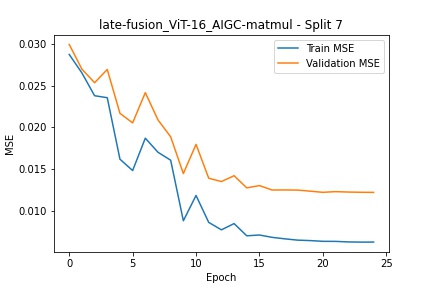 late-fusion_ViT-16_AIGC-matmul - Split 7
Train MSE
Validation MSE
MSE
0.030
0.025
0.020
0.015
0.010
0
5
10
15
20
25
Epoch